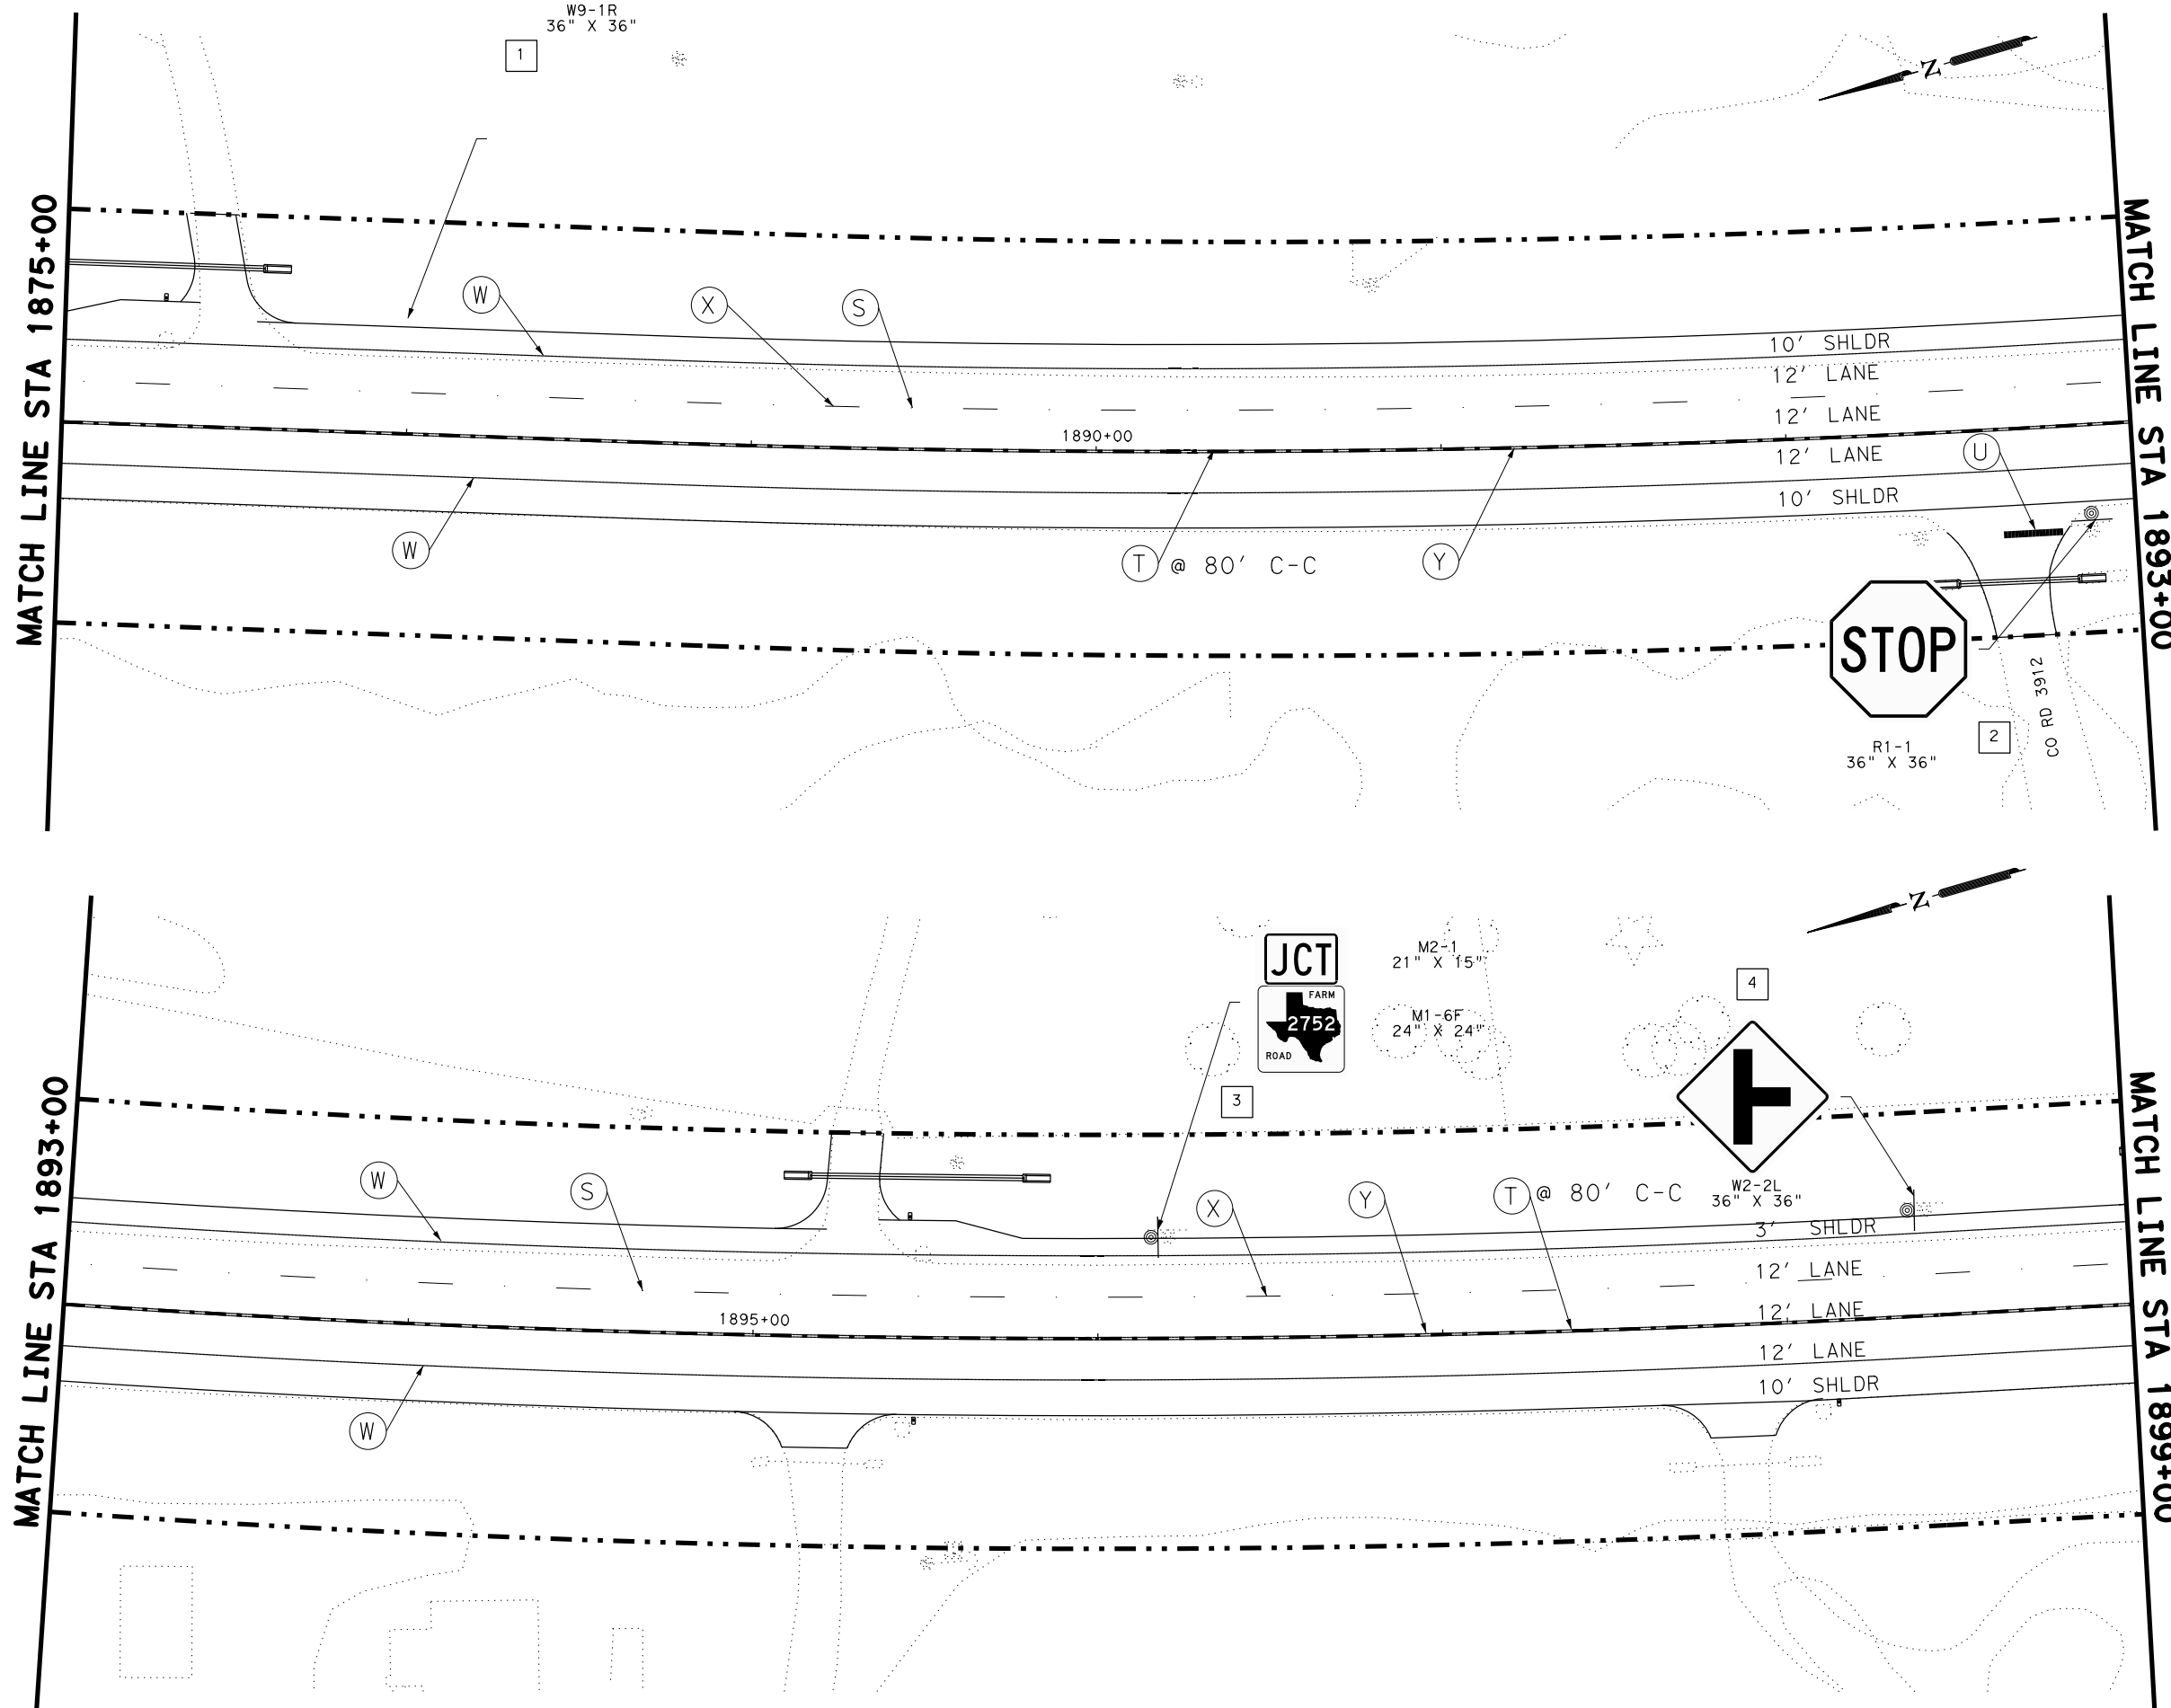 W9-1R
36" X 36"
1
N
MATCH LINE STA 1875+00
MATCH LINE STA 1893+00
W
X
S
10' SHLDR
12' LANE
12' LANE
1890+00
12' LANE
U
10' SHLDR
W
T @ 80' C-C
Y
STOP
CO RD 3912
2
R1-1
36" X 36"
N
JCT
M2-1
21" X 15"
FARM
2752
ROAD
M1-6F
24" X 24"
4
3
MATCH LINE STA 1893+00
MATCH LINE STA 1899+00
W
S
X
Y
T @ 80' C-C
W2-2L
36" X 36"
3' SHLDR
12' LANE
1895+00
12' LANE
12' LANE
10' SHLDR
W